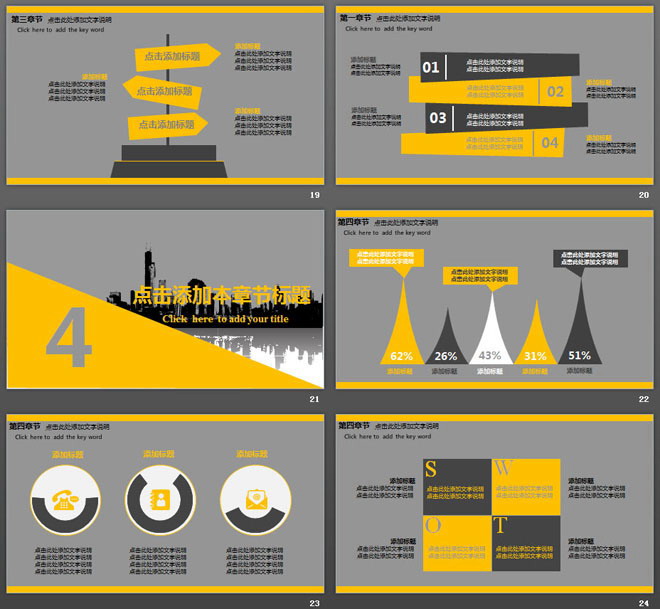 第三章节 点击此处添加文字说明
Click here to add the key word
点击添加标题
添加标题
点击此处添加文字说明
点击此处添加文字说明
点击此处添加文字说明
添加标题
点击此处添加文字说明
点击此处添加文字说明
点击此处添加文字说明
点击添加标题
点击添加标题
添加标题
点击此处添加文字说明
点击此处添加文字说明
点击此处添加文字说明
19
第一章节 点击此处添加文字说明
Click here to add the key word
添加标题
点击此处添加文字说明
点击此处添加文字说明
01
点击此处添加文字说明
点击此处添加文字说明
点击此处添加文字说明
点击此处添加文字说明
02
添加标题
点击此处添加文字说明
点击此处添加文字说明
添加标题
点击此处添加文字说明
点击此处添加文字说明
03
点击此处添加文字说明
点击此处添加文字说明
点击此处添加文字说明
点击此处添加文字说明
04
添加标题
点击此处添加文字说明
点击此处添加文字说明
20
4
点击添加本章节标题
Click here to add your title
21
第四章节 点击此处添加文字说明
Click here to add the key word
点击此处添加文字说明
点击此处添加文字说明
点击此处添加文字说明
点击此处添加文字说明
点击此处添加文字说明
点击此处添加文字说明
62% 26% 43% 31% 51%
添加标题 添加标题 添加标题 添加标题 添加标题
22
第四章节 点击此处添加文字说明
Click here to add the key word
添加标题 添加标题 添加标题
点击此处添加文字说明 点击此处添加文字说明 点击此处添加文字说明
点击此处添加文字说明 点击此处添加文字说明 点击此处添加文字说明
点击此处添加文字说明 点击此处添加文字说明 点击此处添加文字说明
点击此处添加文字说明 点击此处添加文字说明 点击此处添加文字说明
23
第四章节 点击此处添加文字说明
Click here to add the key word
添加标题
点击此处添加文字说明
点击此处添加文字说明
S
点击此处添加文字说明
点击此处添加文字说明
W
点击此处添加文字说明
点击此处添加文字说明
添加标题
点击此处添加文字说明
点击此处添加文字说明
添加标题
点击此处添加文字说明
点击此处添加文字说明
O
点击此处添加文字说明
点击此处添加文字说明
T
点击此处添加文字说明
点击此处添加文字说明
添加标题
点击此处添加文字说明
点击此处添加文字说明
24